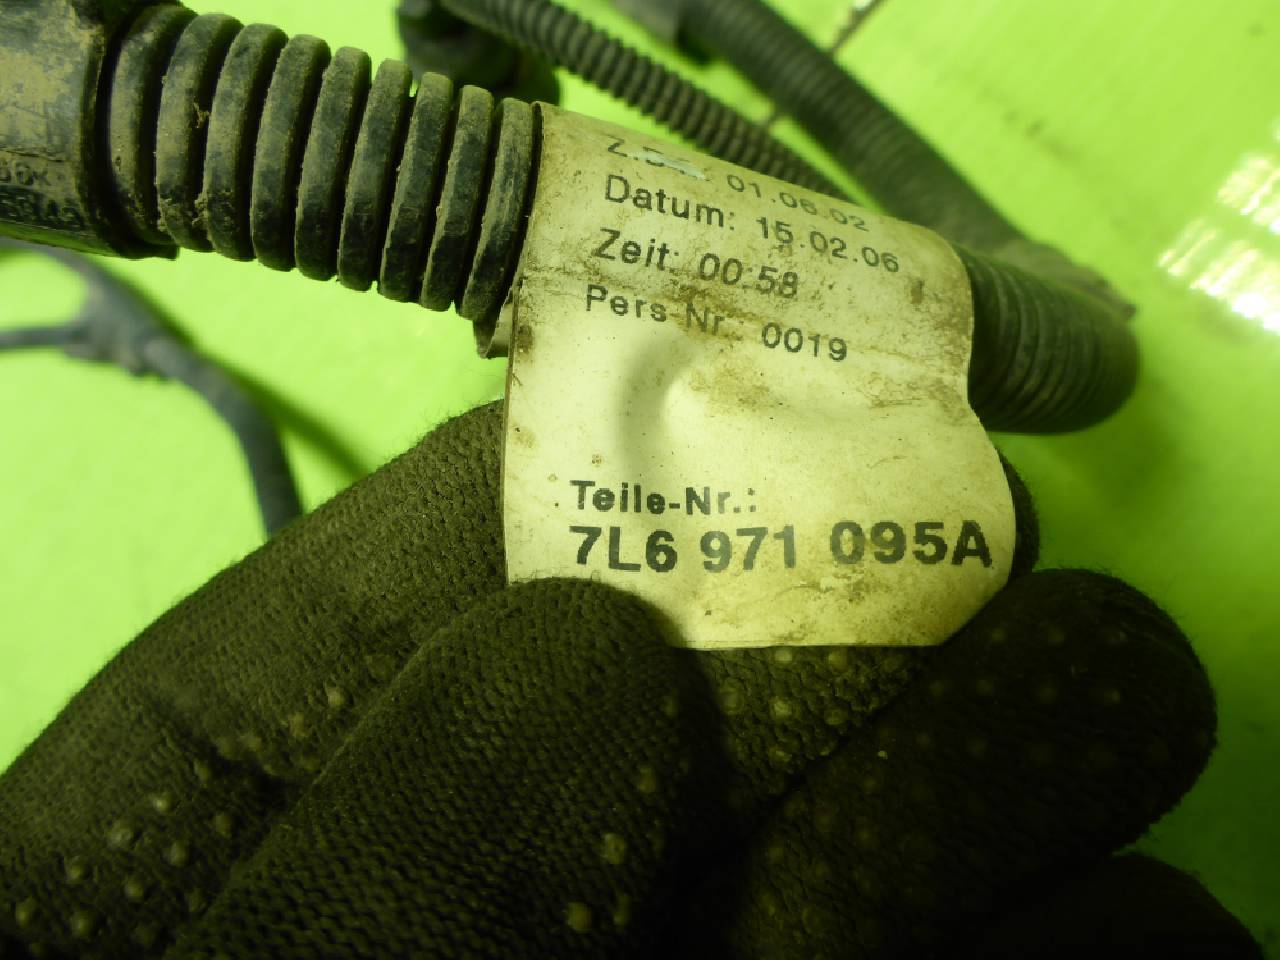 01.06.02
Datum: 15.02.06
Zeit: 00:58
Pers-Nr.: 0019
Teile-Nr.:
7L6 971 095A